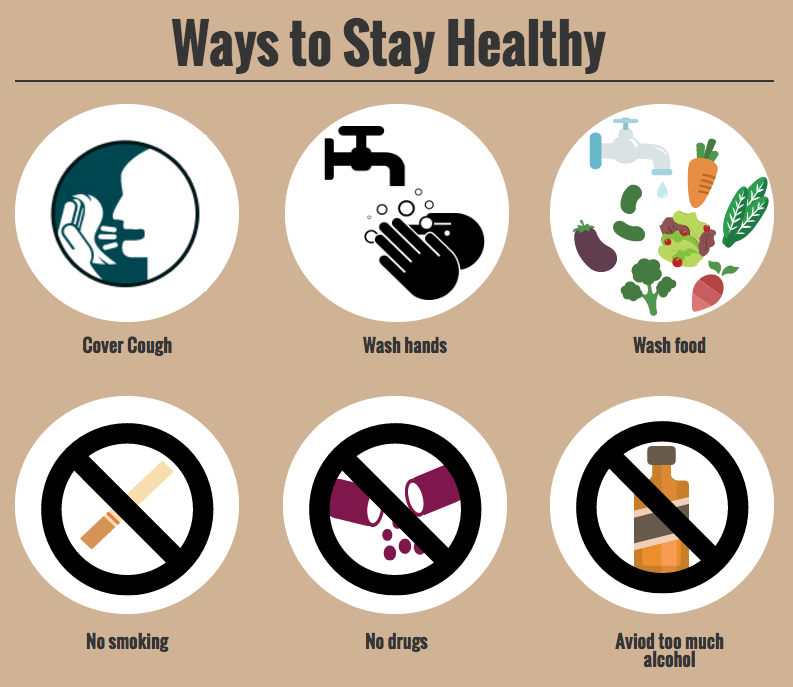 Ways to Stay Healthy
Cover Cough
Wash hands
Wash food
No smoking
No drugs
Aviod too much
alcohol